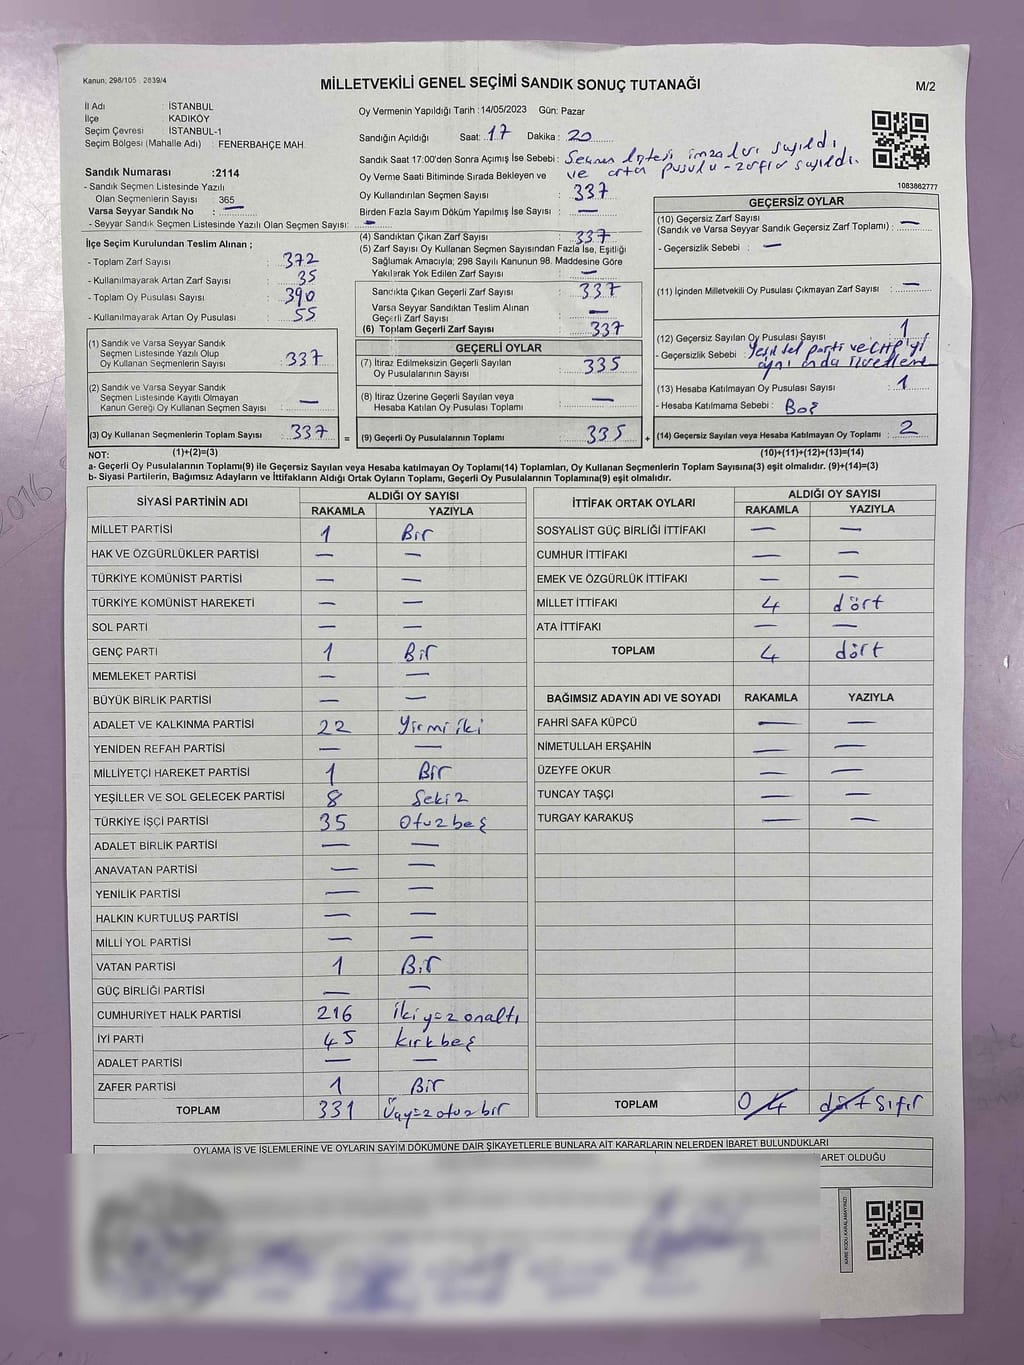 Kanun; 298/105 . 2839/4
MİLLETVEKİLİ GENEL SEÇİMİ SANDIK SONUÇ TUTANAĞI
M/2
İl Adı : İSTANBUL
İlçe : KADIKÖY
Seçim Çevresi : İSTANBUL-1
Seçim Bölgesi (Mahalle Adı) : FENERBAHÇE MAH.
Sandık Numarası :2114
- Sandık Seçmen Listesinde Yazılı
Olan Seçmenlerin Sayısı : 365
Varsa Seyyar Sandık No : —
- Seyyar Sandık Seçmen Listesinde Yazılı Olan Seçmen Sayısı: —
Oy Vermenin Yapıldığı Tarih : 14/05/2023 Gün: Pazar
Sandığın Açıldığı Saat: 17 Dakika : 20
Sandık Saat 17:00'den Sonra Açılmış İse Sebebi : Seçmen listesi imzaları sayıldı
ve artan pusula - zarflar sayıldı.
Oy Verme Saati Bitiminde Sırada Bekleyen ve
Oy Kullandırılan Seçmen Sayısı : 337
Birden Fazla Sayım Döküm Yapılmış İse Sayısı : —
1083862777
İlçe Seçim Kurulundan Teslim Alınan ;
- Toplam Zarf Sayısı : 372
- Kullanılmayarak Artan Zarf Sayısı : 35
- Toplam Oy Pusulası Sayısı : 390
- Kullanılmayarak Artan Oy Pusulası : 55
(1) Sandık ve Varsa Seyyar Sandık
Seçmen Listesinde Yazılı Olup
Oy Kullanan Seçmenlerin Sayısı : 337
(2) Sandık ve Varsa Seyyar Sandık
Seçmen Listesinde Kayıtlı Olmayan
Kanun Gereği Oy Kullanan Seçmen Sayısı : —
(3) Oy Kullanan Seçmenlerin Toplam Sayısı : 337 =
(1)+(2)=(3)
(4) Sandıktan Çıkan Zarf Sayısı : 337
(5) Zarf Sayısı Oy Kullanan Seçmen Sayısından Fazla İse, Eşitliği
Sağlamak Amacıyla; 298 Sayılı Kanunun 98. Maddesine Göre
Yakılarak Yok Edilen Zarf Sayısı : —
Sandıkta Çıkan Geçerli Zarf Sayısı : 337
Varsa Seyyar Sandıktan Teslim Alınan
Geçerli Zarf Sayısı : —
(6) Toplam Geçerli Zarf Sayısı : 337
GEÇERLİ OYLAR
(7) İtiraz Edilmeksizin Geçerli Sayılan
Oy Pusulalarının Sayısı : 335
(8) İtiraz Üzerine Geçerli Sayılan veya
Hesaba Katılan Oy Pusulası Toplamı : —
(9) Geçerli Oy Pusulalarının Toplamı : 335 +
GEÇERSİZ OYLAR
(10) Geçersiz Zarf Sayısı
(Sandık ve Varsa Seyyar Sandık Geçersiz Zarf Toplamı) : —
- Geçersizlik Sebebi : —
(11) İçinden Milletvekili Oy Pusulası Çıkmayan Zarf Sayısı : —
(12) Geçersiz Sayılan Oy Pusulası Sayısı : 1
- Geçersizlik Sebebi : Yeşil sol parti ve CHP'yi
aynı anda
(13) Hesaba Katılmayan Oy Pusulası Sayısı : 1
- Hesaba Katılmama Sebebi : Boş
(14) Geçersiz Sayılan veya Hesaba Katılmayan Oy Toplamı : 2
(10)+(11)+(12)+(13)=(14)
NOT:
a- Geçerli Oy Pusulalarının Toplamı(9) ile Geçersiz Sayılan veya Hesaba katılmayan Oy Toplamı(14) Toplamları, Oy Kullanan Seçmenlerin Toplam Sayısına(3) eşit olmalıdır. (9)+(14)=(3)
b- Siyasi Partilerin, Bağımsız Adayların ve İttifakların Aldığı Oyların Toplamı, Geçerli Oy Pusulalarının Toplamına(9) eşit olmalıdır.
SİYASİ PARTİNİN ADI ALDIĞI OY SAYISI
RAKAMLA YAZIYLA
MİLLET PARTİSİ 1 Bir
HAK VE ÖZGÜRLÜKLER PARTİSİ — —
TÜRKİYE KOMÜNİST PARTİSİ — —
TÜRKİYE KOMÜNİST HAREKETİ — —
SOL PARTİ — —
GENÇ PARTİ 1 Bir
MEMLEKET PARTİSİ — —
BÜYÜK BİRLİK PARTİSİ — —
ADALET VE KALKINMA PARTİSİ 22 Yirmi iki
YENİDEN REFAH PARTİSİ — —
MİLLİYETÇİ HAREKET PARTİSİ 1 Bir
YEŞİLLER VE SOL GELECEK PARTİSİ 8 Sekiz
TÜRKİYE İŞÇİ PARTİSİ 35 Otuzbeş
ADALET BİRLİK PARTİSİ — —
ANAVATAN PARTİSİ — —
YENİLİK PARTİSİ — —
HALKIN KURTULUŞ PARTİSİ — —
MİLLİ YOL PARTİSİ — —
VATAN PARTİSİ 1 Bir
GÜÇ BİRLİĞİ PARTİSİ — —
CUMHURİYET HALK PARTİSİ 216 İkiyüz onaltı
İYİ PARTİ 45 Kırkbeş
ADALET PARTİSİ — —
ZAFER PARTİSİ 1 Bir
TOPLAM 331 Üçyüz otuz bir
İTTİFAK ORTAK OYLARI ALDIĞI OY SAYISI
RAKAMLA YAZIYLA
SOSYALİST GÜÇ BİRLİĞİ İTTİFAKI — —
CUMHUR İTTİFAKI — —
EMEK VE ÖZGÜRLÜK İTTİFAKI — —
MİLLET İTTİFAKI 4 dört
ATA İTTİFAKI — —
TOPLAM 4 dört
BAĞIMSIZ ADAYIN ADI VE SOYADI RAKAMLA YAZIYLA
FAHRİ SAFA KÜPCÜ — —
NİMETULLAH ERŞAHİN — —
ÜZEYFE OKUR — —
TUNCAY TAŞÇI — —
TURGAY KARAKUŞ — —
TOPLAM 0 4 dört sıfır
OYLAMA İŞ VE İŞLEMLERİNE VE OYLARIN SAYIM DÖKÜMÜNE DAİR ŞİKAYETLERLE BUNLARA AİT KARARLARIN NELERDEN İBARET BULUNDUKLARI
ARET OLDUĞU
KARE KODU KARALAMAYINIZ!